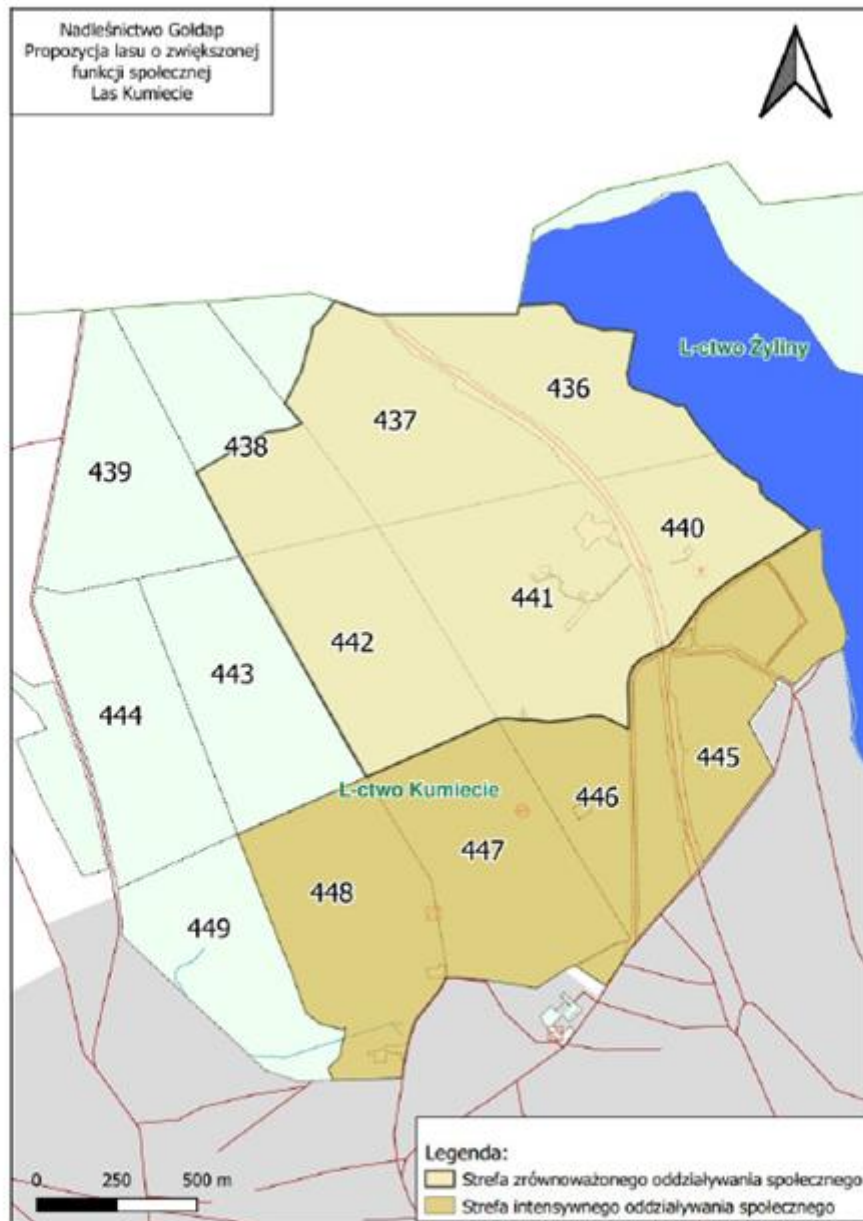 Nadleśnictwo Gołdap
Propozycja lasu o zwiększonej
funkcji społecznej
Las Kumiecie
L-ctwo Żyliny
436
437
438
439
440
441
442
443
444
445
L-ctwo Kumiecie
446
447
448
449
Legenda:
Strefa zrównoważonego oddziaływania społecznego
Strefa intensywnego oddziaływania społecznego
0 250 500 m